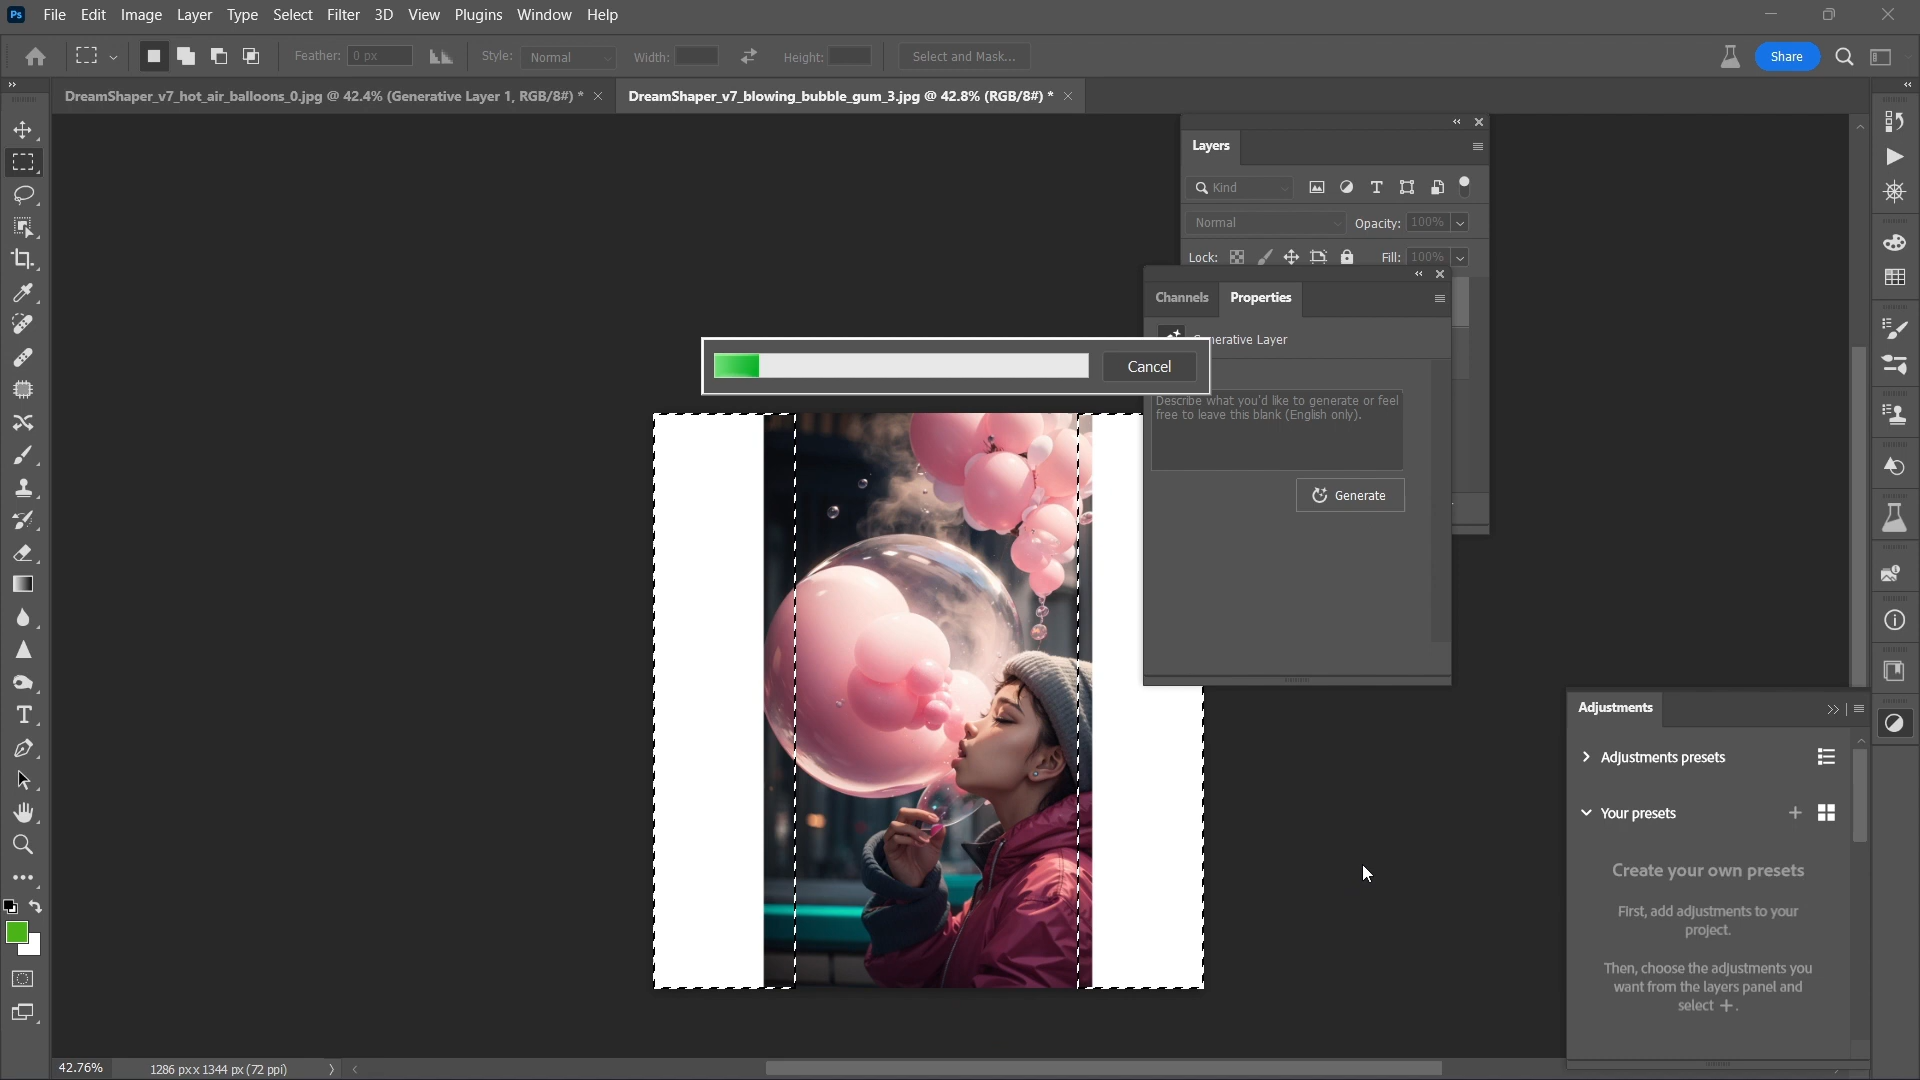 Ps File Edit Image Layer Type Select Filter 3D View Plugins Window Help
Feather: 0 px Style: Normal Width: Height: Select and Mask... Share
DreamShaper_v7_hot_air_balloons_0.jpg @ 42.4% (Generative Layer 1, RGB/8#) * DreamShaper_v7_blowing_bubble_gum_3.jpg @ 42.8% (RGB/8#) *
Layers
Kind
Normal Opacity: 100%
Lock: Fill: 100%
Channels Properties
nerative Layer
Cancel
Describe what you'd like to generate or feel
free to leave this blank (English only).
Generate
Adjustments
Adjustments presets
Your presets
Create your own presets
First, add adjustments to your
project.
Then, choose the adjustments you
want from the layers panel and
select +.
42.76% 1286 px x 1344 px (72 ppi)